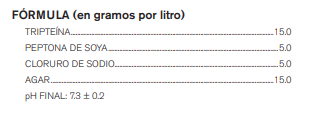 FÓRMULA (en gramos por litro)
TRIPTEÍNA 15.0
PEPTONA DE SOYA 5.0
CLORURO DE SODIO 5.0
AGAR 15.0
pH FINAL: 7.3 ± 0.2